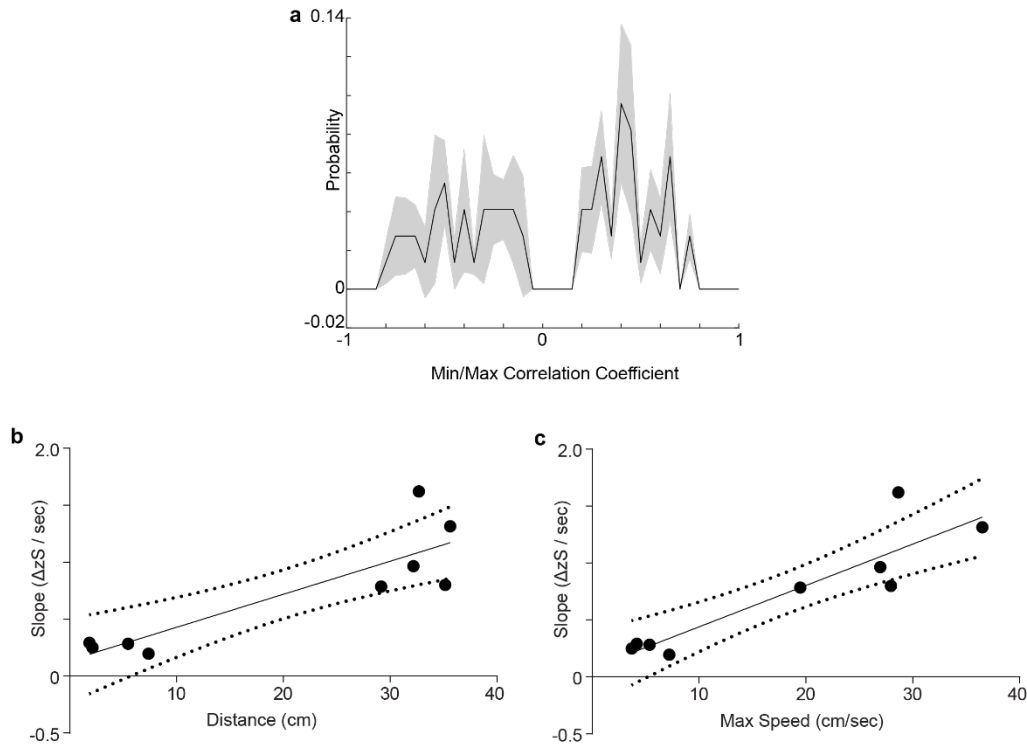 a
0.14
Probability
0
-0.02
-1
0
1
Min/Max Correlation Coefficient
b
2.0
Slope (ΔzS / sec)
0
-0.5
10
20
30
40
Distance (cm)
c
2.0
Slope (ΔzS / sec)
0
-0.5
10
20
30
40
Max Speed (cm/sec)